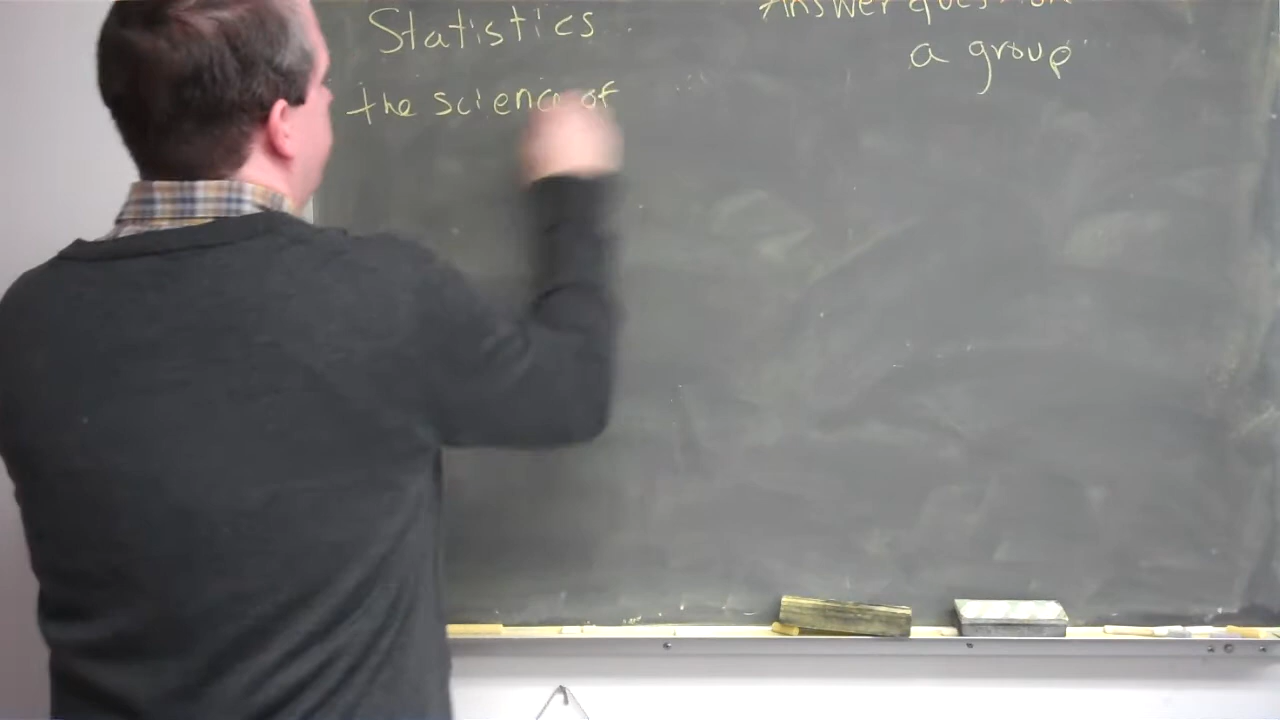 Statistics
the science of
Answer question
a group